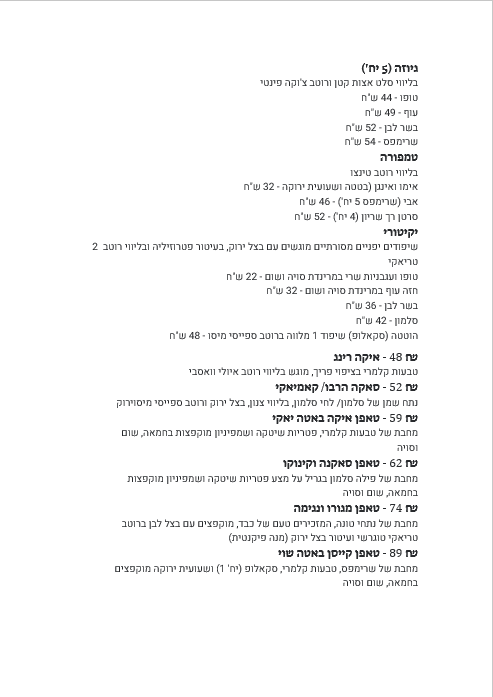 גיוזה (5 יח')
בליווי סלט אצות קטן ורוטב צ'וקה פינטי
טופו - 44 ש"ח
עוף - 49 ש"ח
בשר לבן - 52 ש"ח
שרימפס - 54 ש"ח
טמפורה
בליווי רוטב טינצו
אימו ואינגן (בטטה ושעועית ירוקה - 32 ש"ח
אבי (שרימפס 5 יח') - 46 ש"ח
סרטן רך שריון (4 יח') - 52 ש"ח
יקיטורי
2 שיפודים יפניים מסורתיים מוגשים עם בצל ירוק, בעיטור פטרוזיליה ובליווי רוטב
טריאקי
טופו ועגבניות שרי במרינדת סויה ושום - 22 ש"ח
חזה עוף במרינדת סויה ושום - 32 ש"ח
בשר לבן - 36 ש"ח
סלמון - 42 ש"ח
הוטטה (סקאלופ) שיפוד 1 מלווה ברוטב ספייסי מיסו - 48 ש"ח
₪ 48 - איקה רינג
טבעות קלמרי בציפוי פריך, מוגש בליווי רוטב איולי וואסבי
₪ 52 - סאקה הרבו/ קאמיאקי
נתח שמן של סלמון/ לחי סלמון, בליווי צנון, בצל ירוק ורוטב ספייסי מיסוירוק
₪ 59 - טאפן איקה באטה יאקי
מחבת של טבעות קלמרי, פטריות שיטקה ושמפיניון מוקפצות בחמאה, שום
וסויה
₪ 62 - טאפן סאקנה וקינוקו
מחבת של פילה סלמון בגריל על מצע פטריות שיטקה ושמפיניון מוקפצות
בחמאה, שום וסויה
₪ 74 - טאפן מגורו ונגימה
מחבת של נתחי טונה, המזכירים טעם של כבד, מוקפצים עם בצל לבן ברוטב
טריאקי טוגרשי ועיטור בצל ירוק (מנה פיקנטית)
₪ 89 - טאפן קייסן באטה שוי
מחבת של שרימפס, טבעות קלמרי, סקאלופ (יח' 1) ושעועית ירוקה מוקפצים
בחמאה, שום וסויה